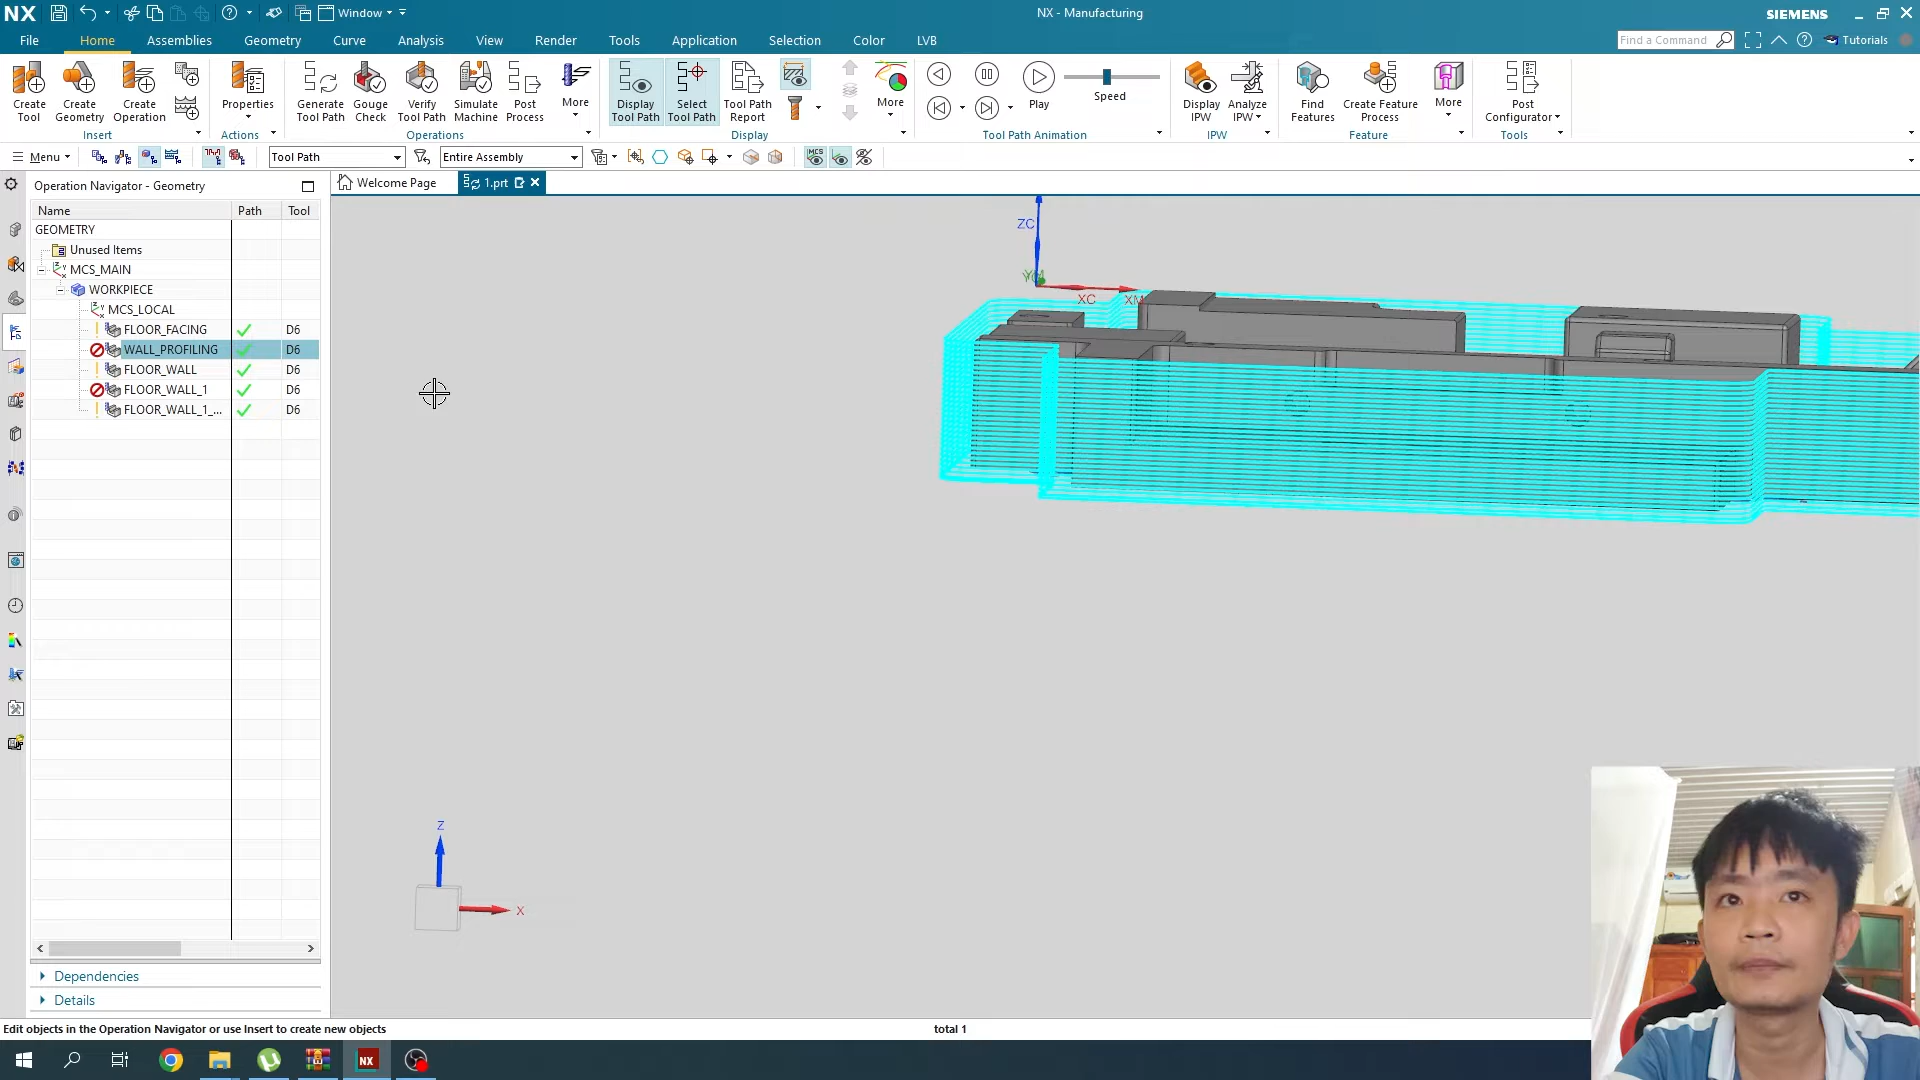 NX
Window
NX - Manufacturing
SIEMENS
File
Home
Assemblies
Geometry
Curve
Analysis
View
Render
Tools
Application
Selection
Color
LVB
Find a Command
Tutorials
Create Tool
Create Geometry
Create Operation
Insert
Properties
Actions
Generate Tool Path
Gouge Check
Verify Tool Path
Simulate Machine
Post Process
More
Operations
Display Tool Path
Select Tool Path
Tool Path Report
More
Display
Play
Speed
Tool Path Animation
Display IPW
Analyze IPW
IPW
Find Features
Create Feature Process
More
Feature
Post Configurator
Tools
Menu
Tool Path
Entire Assembly
MCS
Operation Navigator - Geometry
Welcome Page
1.prt
Name Path Tool
GEOMETRY
Unused Items
MCS_MAIN
WORKPIECE
MCS_LOCAL
FLOOR_FACING D6
WALL_PROFILING D6
FLOOR_WALL D6
FLOOR_WALL_1 D6
FLOOR_WALL_1_... D6
ZC
XC
XM
Z
X
Dependencies
Details
Edit objects in the Operation Navigator or use Insert to create new objects
total 1
NX